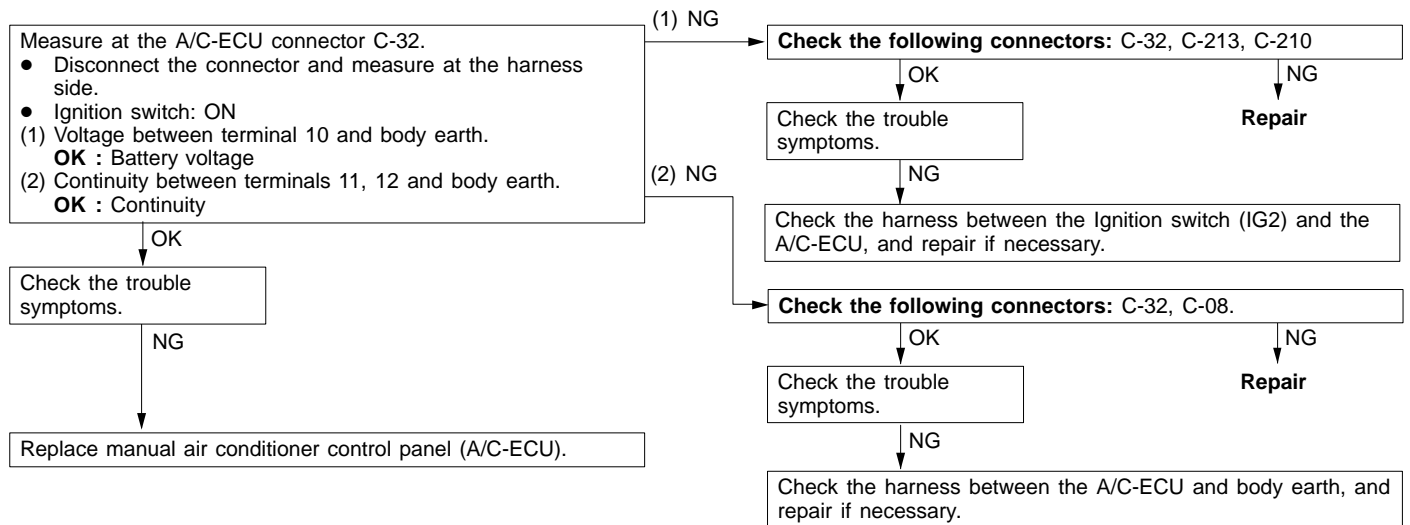 Measure at the A/C-ECU connector C-32.
● Disconnect the connector and measure at the harness
side.
● Ignition switch: ON
(1) Voltage between terminal 10 and body earth.
OK : Battery voltage
(2) Continuity between terminals 11, 12 and body earth.
OK : Continuity
OK
Check the trouble
symptoms.
NG
Replace manual air conditioner control panel (A/C-ECU).
(1) NG
Check the following connectors: C-32, C-213, C-210
OK
NG
Check the trouble
symptoms.
Repair
NG
Check the harness between the Ignition switch (IG2) and the
A/C-ECU, and repair if necessary.
(2) NG
Check the following connectors: C-32, C-08.
OK
NG
Check the trouble
symptoms.
Repair
NG
Check the harness between the A/C-ECU and body earth, and
repair if necessary.